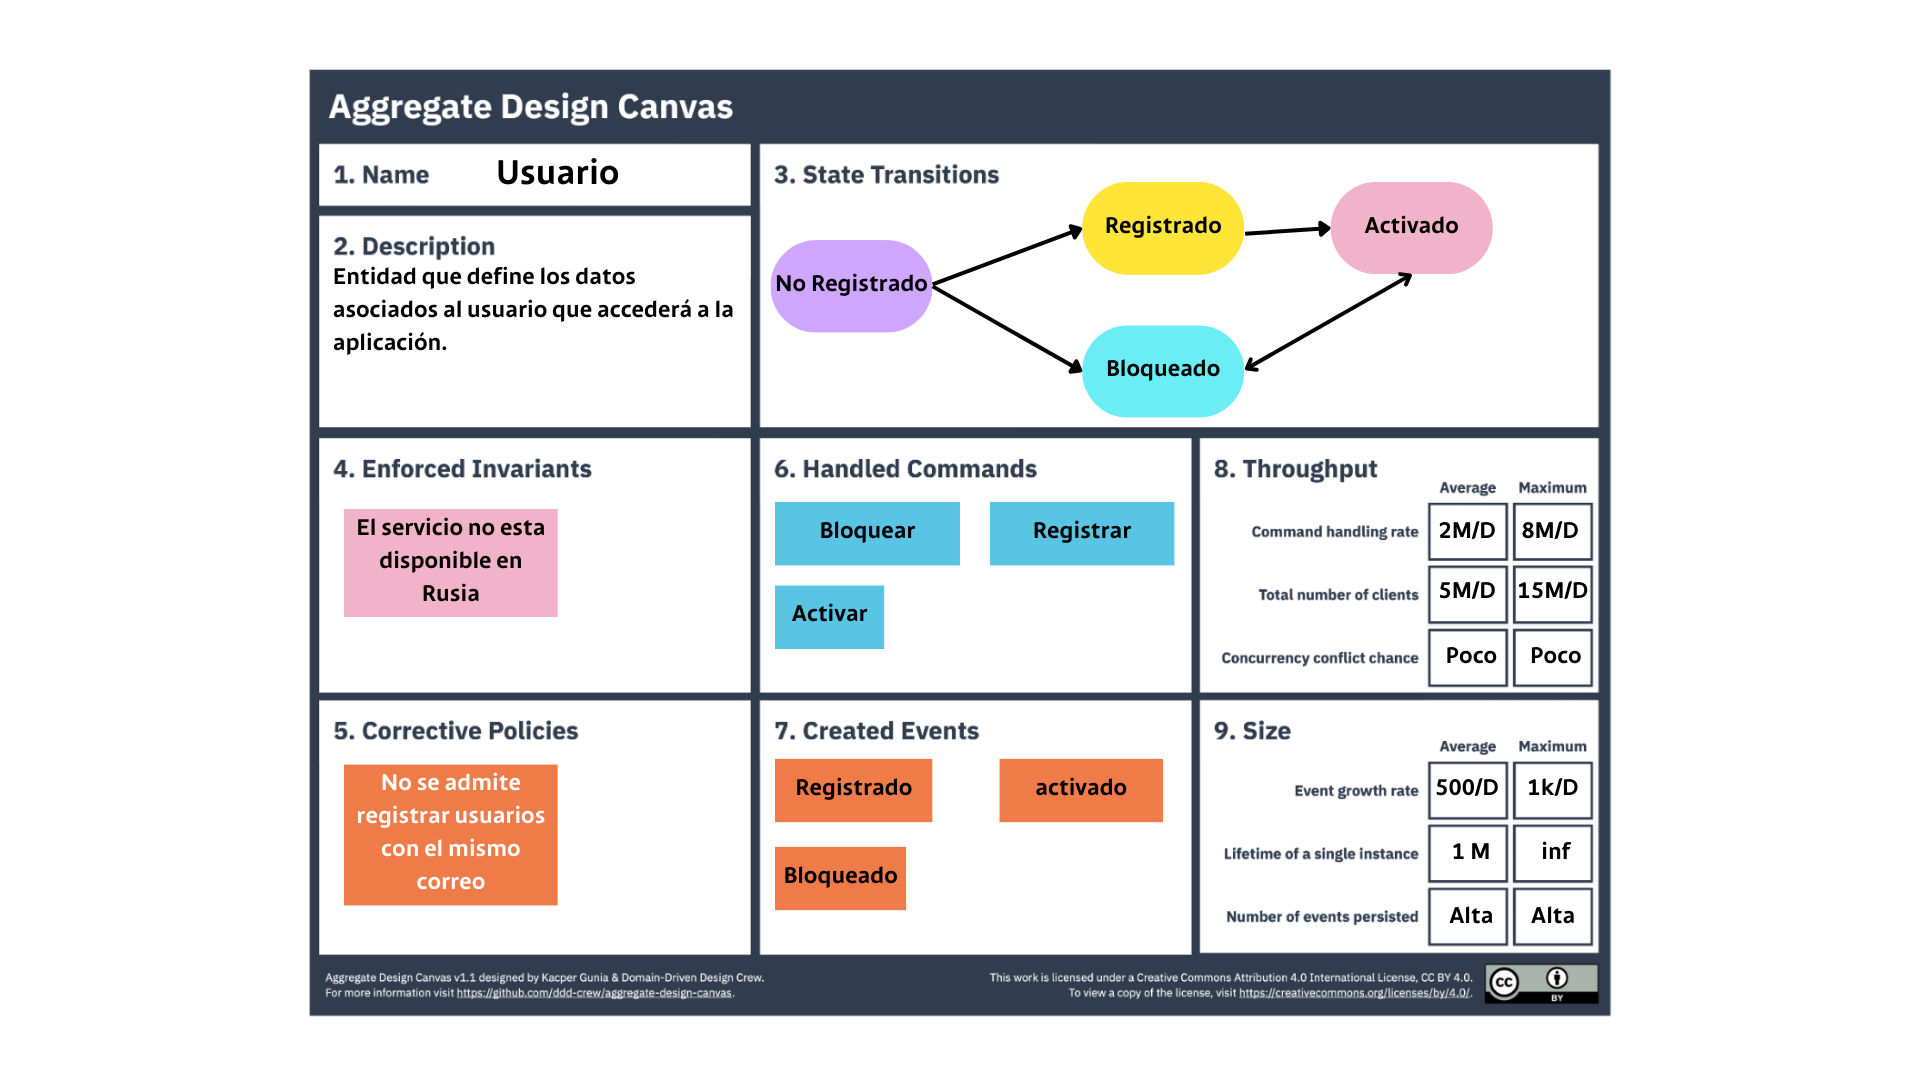 Aggregate Design Canvas
1. Name
Usuario
2. Description
Entidad que define los datos
asociados al usuario que accederá a la
aplicación.
3. State Transitions
No Registrado
Registrado
Activado
Bloqueado
4. Enforced Invariants
El servicio no esta
disponible en
Rusia
5. Corrective Policies
No se admite
registrar usuarios
con el mismo
correo
6. Handled Commands
Bloquear
Registrar
Activar
7. Created Events
Registrado
activado
Bloqueado
8. Throughput
Average Maximum
Command handling rate 2M/D 8M/D
Total number of clients 5M/D 15M/D
Concurrency conflict chance Poco Poco
9. Size
Average Maximum
Event growth rate 500/D 1k/D
Lifetime of a single instance 1 M inf
Number of events persisted Alta Alta
Aggregate Design Canvas v1.1 designed by Kacper Gunia & Domain-Driven Design Crew.
For more information visit https://github.com/ddd-crew/aggregate-design-canvas.
This work is licensed under a Creative Commons Attribution 4.0 International License, CC BY 4.0.
To view a copy of the license, visit https://creativecommons.org/licenses/by/4.0/.
cc
BY